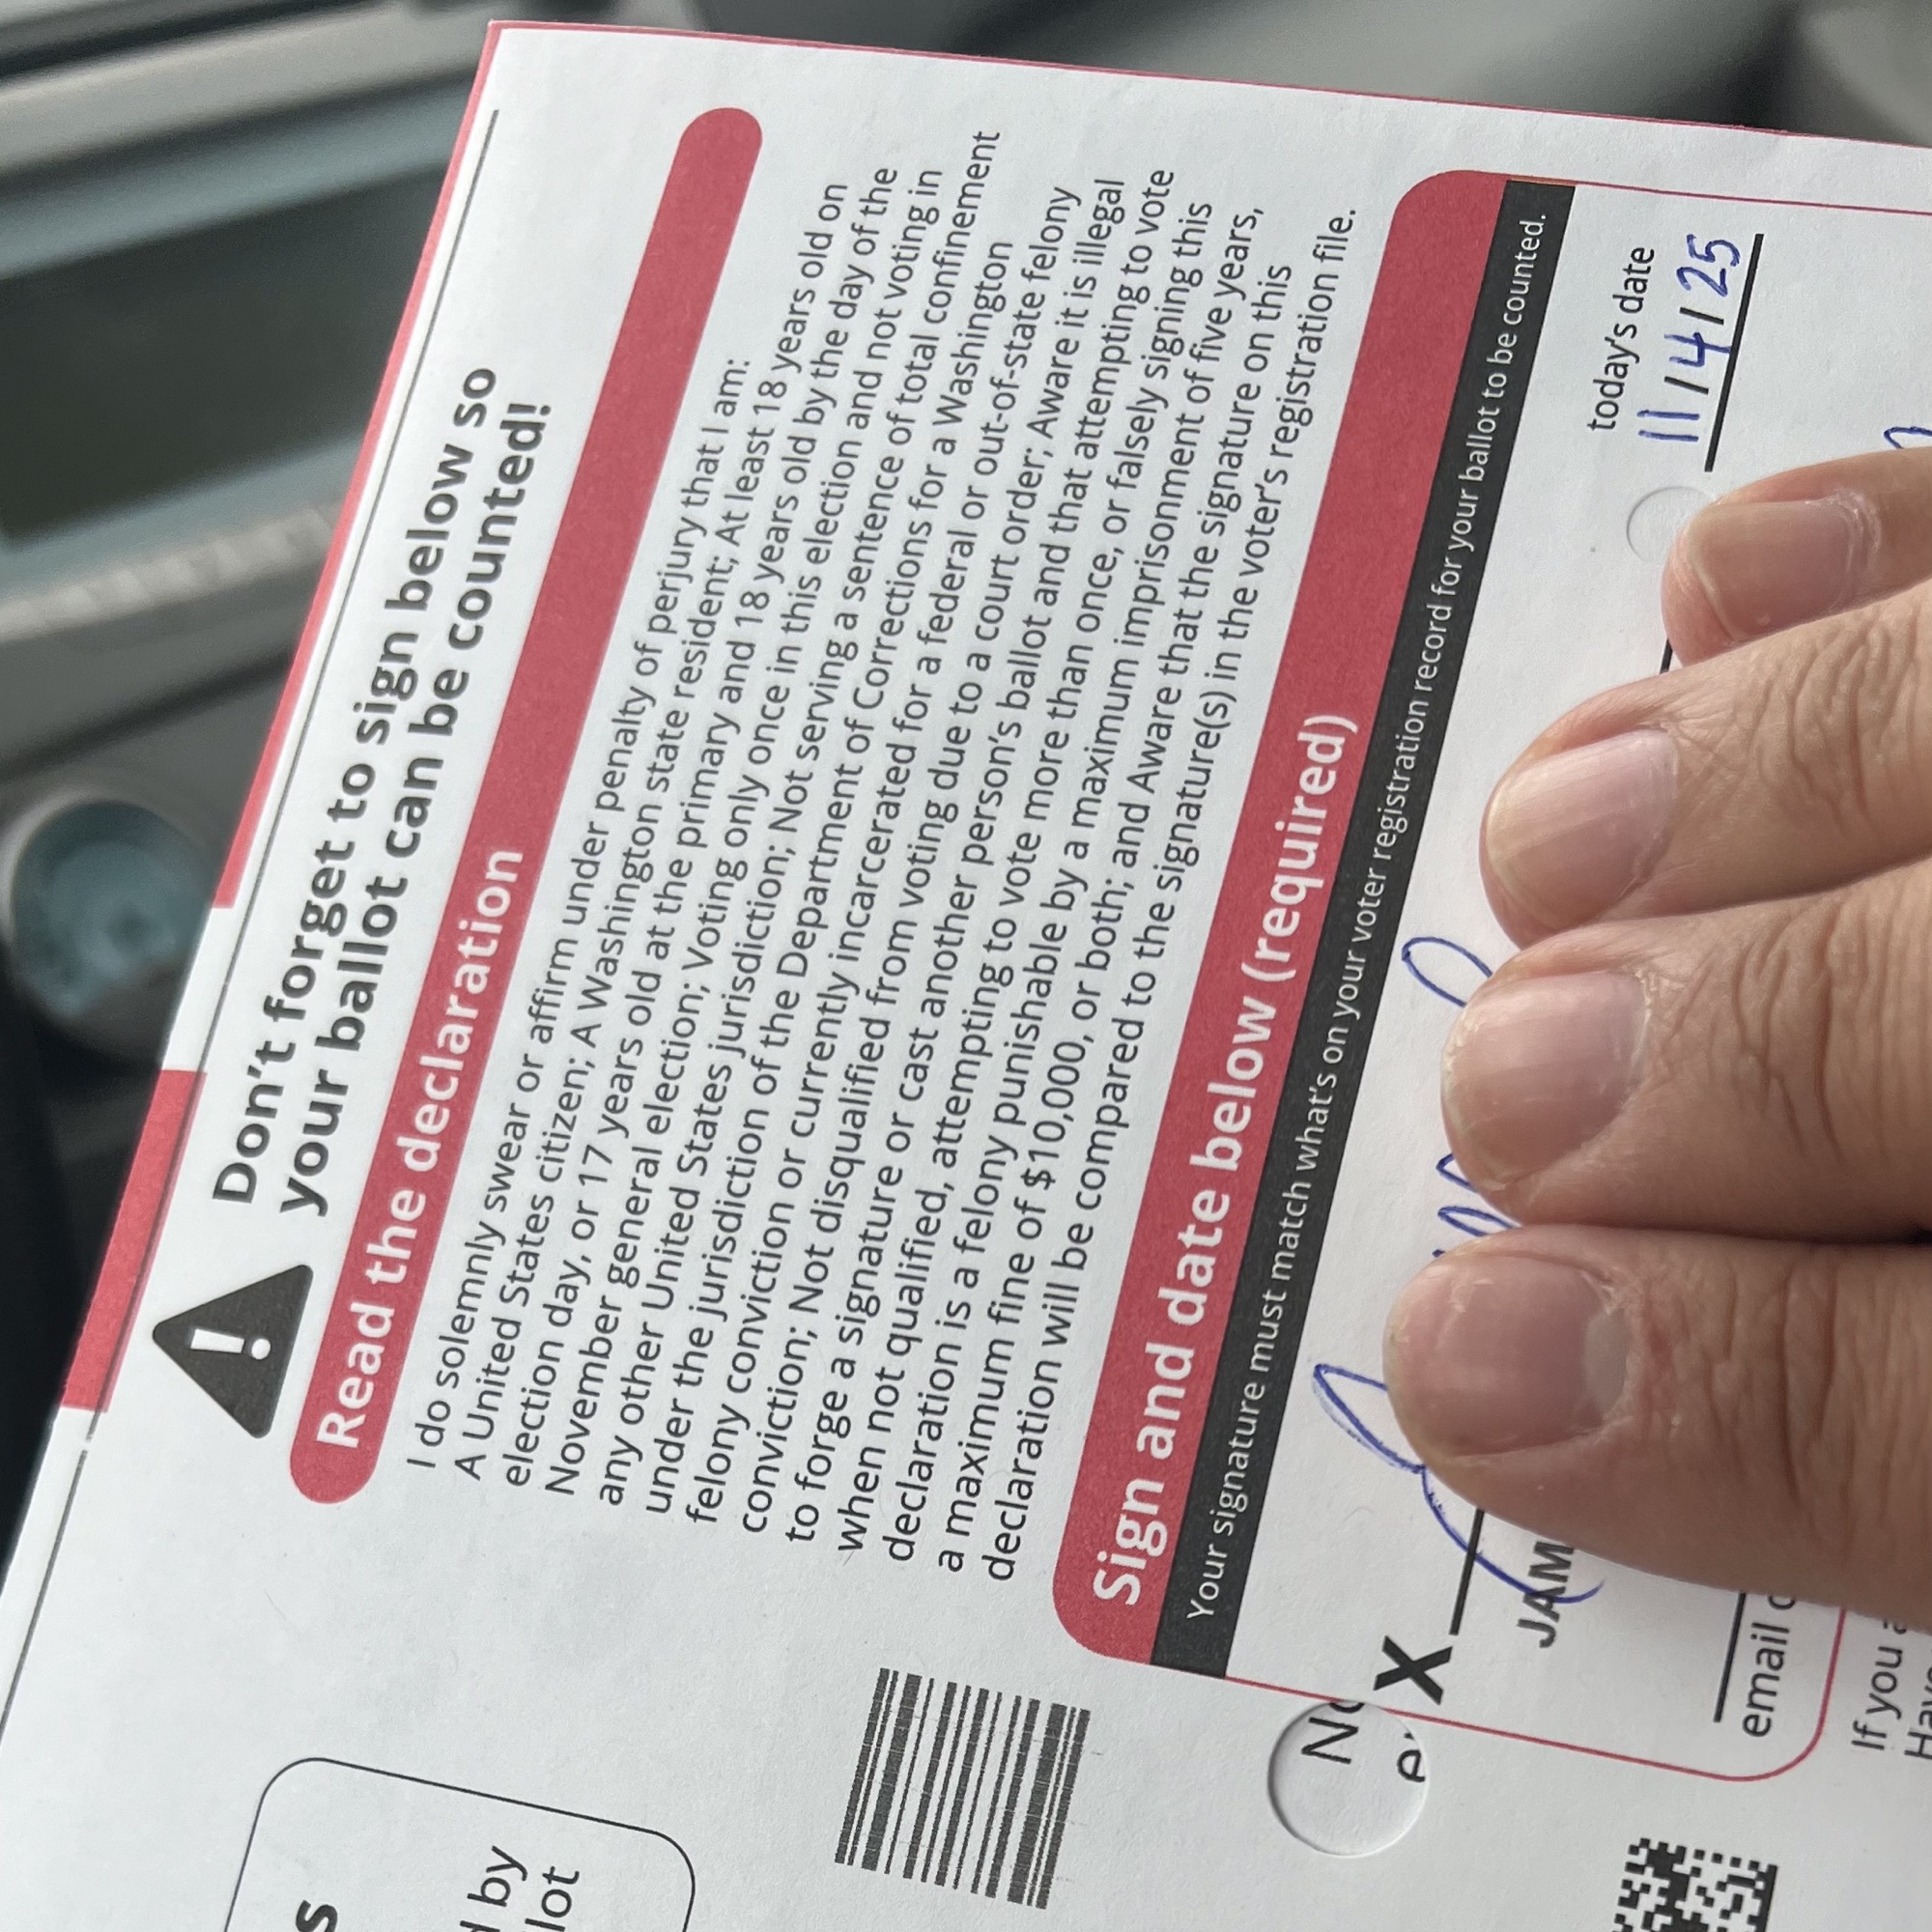 Don't forget to sign below so
your ballot can be counted!
Read the declaration
I do solemnly swear or affirm under penalty of perjury that I am:
A United States citizen; A Washington state resident; At least 18 years old on
election day, or 17 years old at the primary and 18 years old by the day of the
November general election; Voting only once in this election and not voting in
any other United States jurisdiction; Not serving a sentence of total confinement
under the jurisdiction of the Department of Corrections for a Washington
felony conviction or currently incarcerated for a federal or out-of-state felony
conviction; Not disqualified from voting due to a court order; Aware it is illegal
to forge a signature or cast another person's ballot and that attempting to vote
when not qualified, attempting to vote more than once, or falsely signing this
declaration is a felony punishable by a maximum imprisonment of five years,
a maximum fine of $10,000, or both; and Aware that the signature on this
declaration will be compared to the signature(s) in the voter's registration file.
Sign and date below (required)
Your signature must match what's on your voter registration record for your ballot to be counted.
X
today's date
11/4/25
JAM
email
If you
by